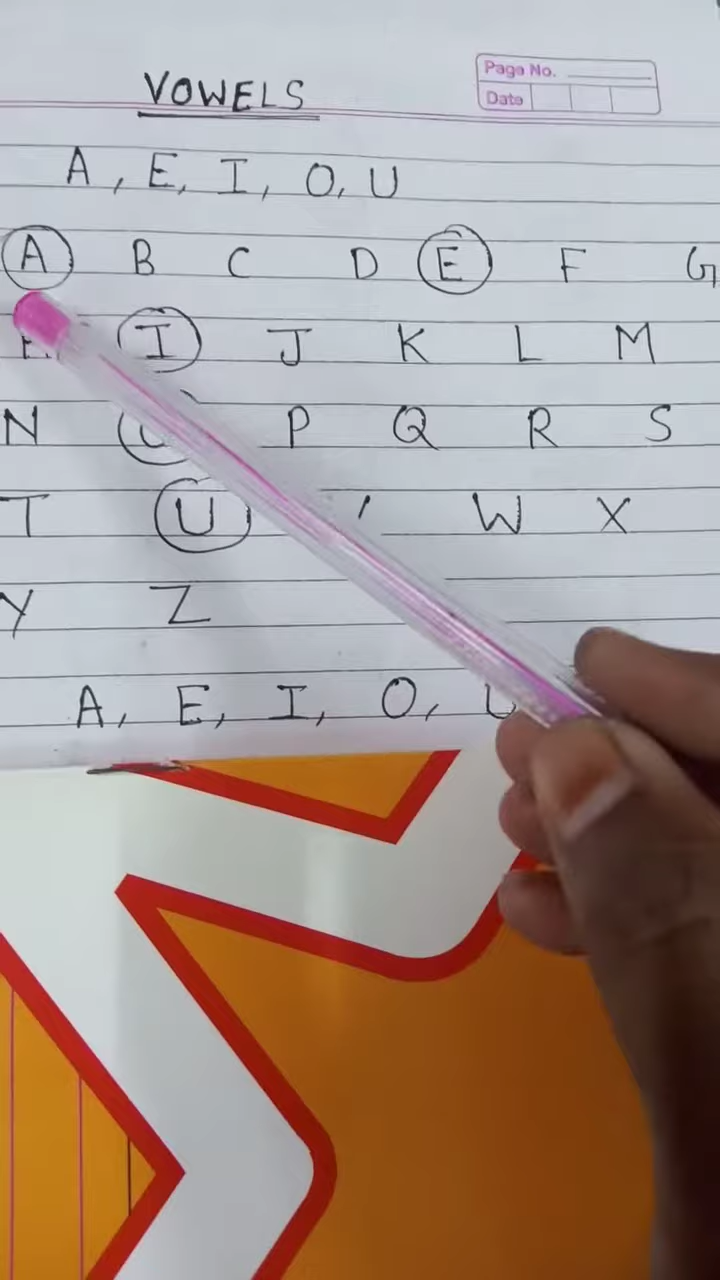 VOWELS
Page No.
Date
A, E, I, O, U
A B C D E F G
I J K L M
N P Q R S
T U W X
Y Z
A, E, I, O, U